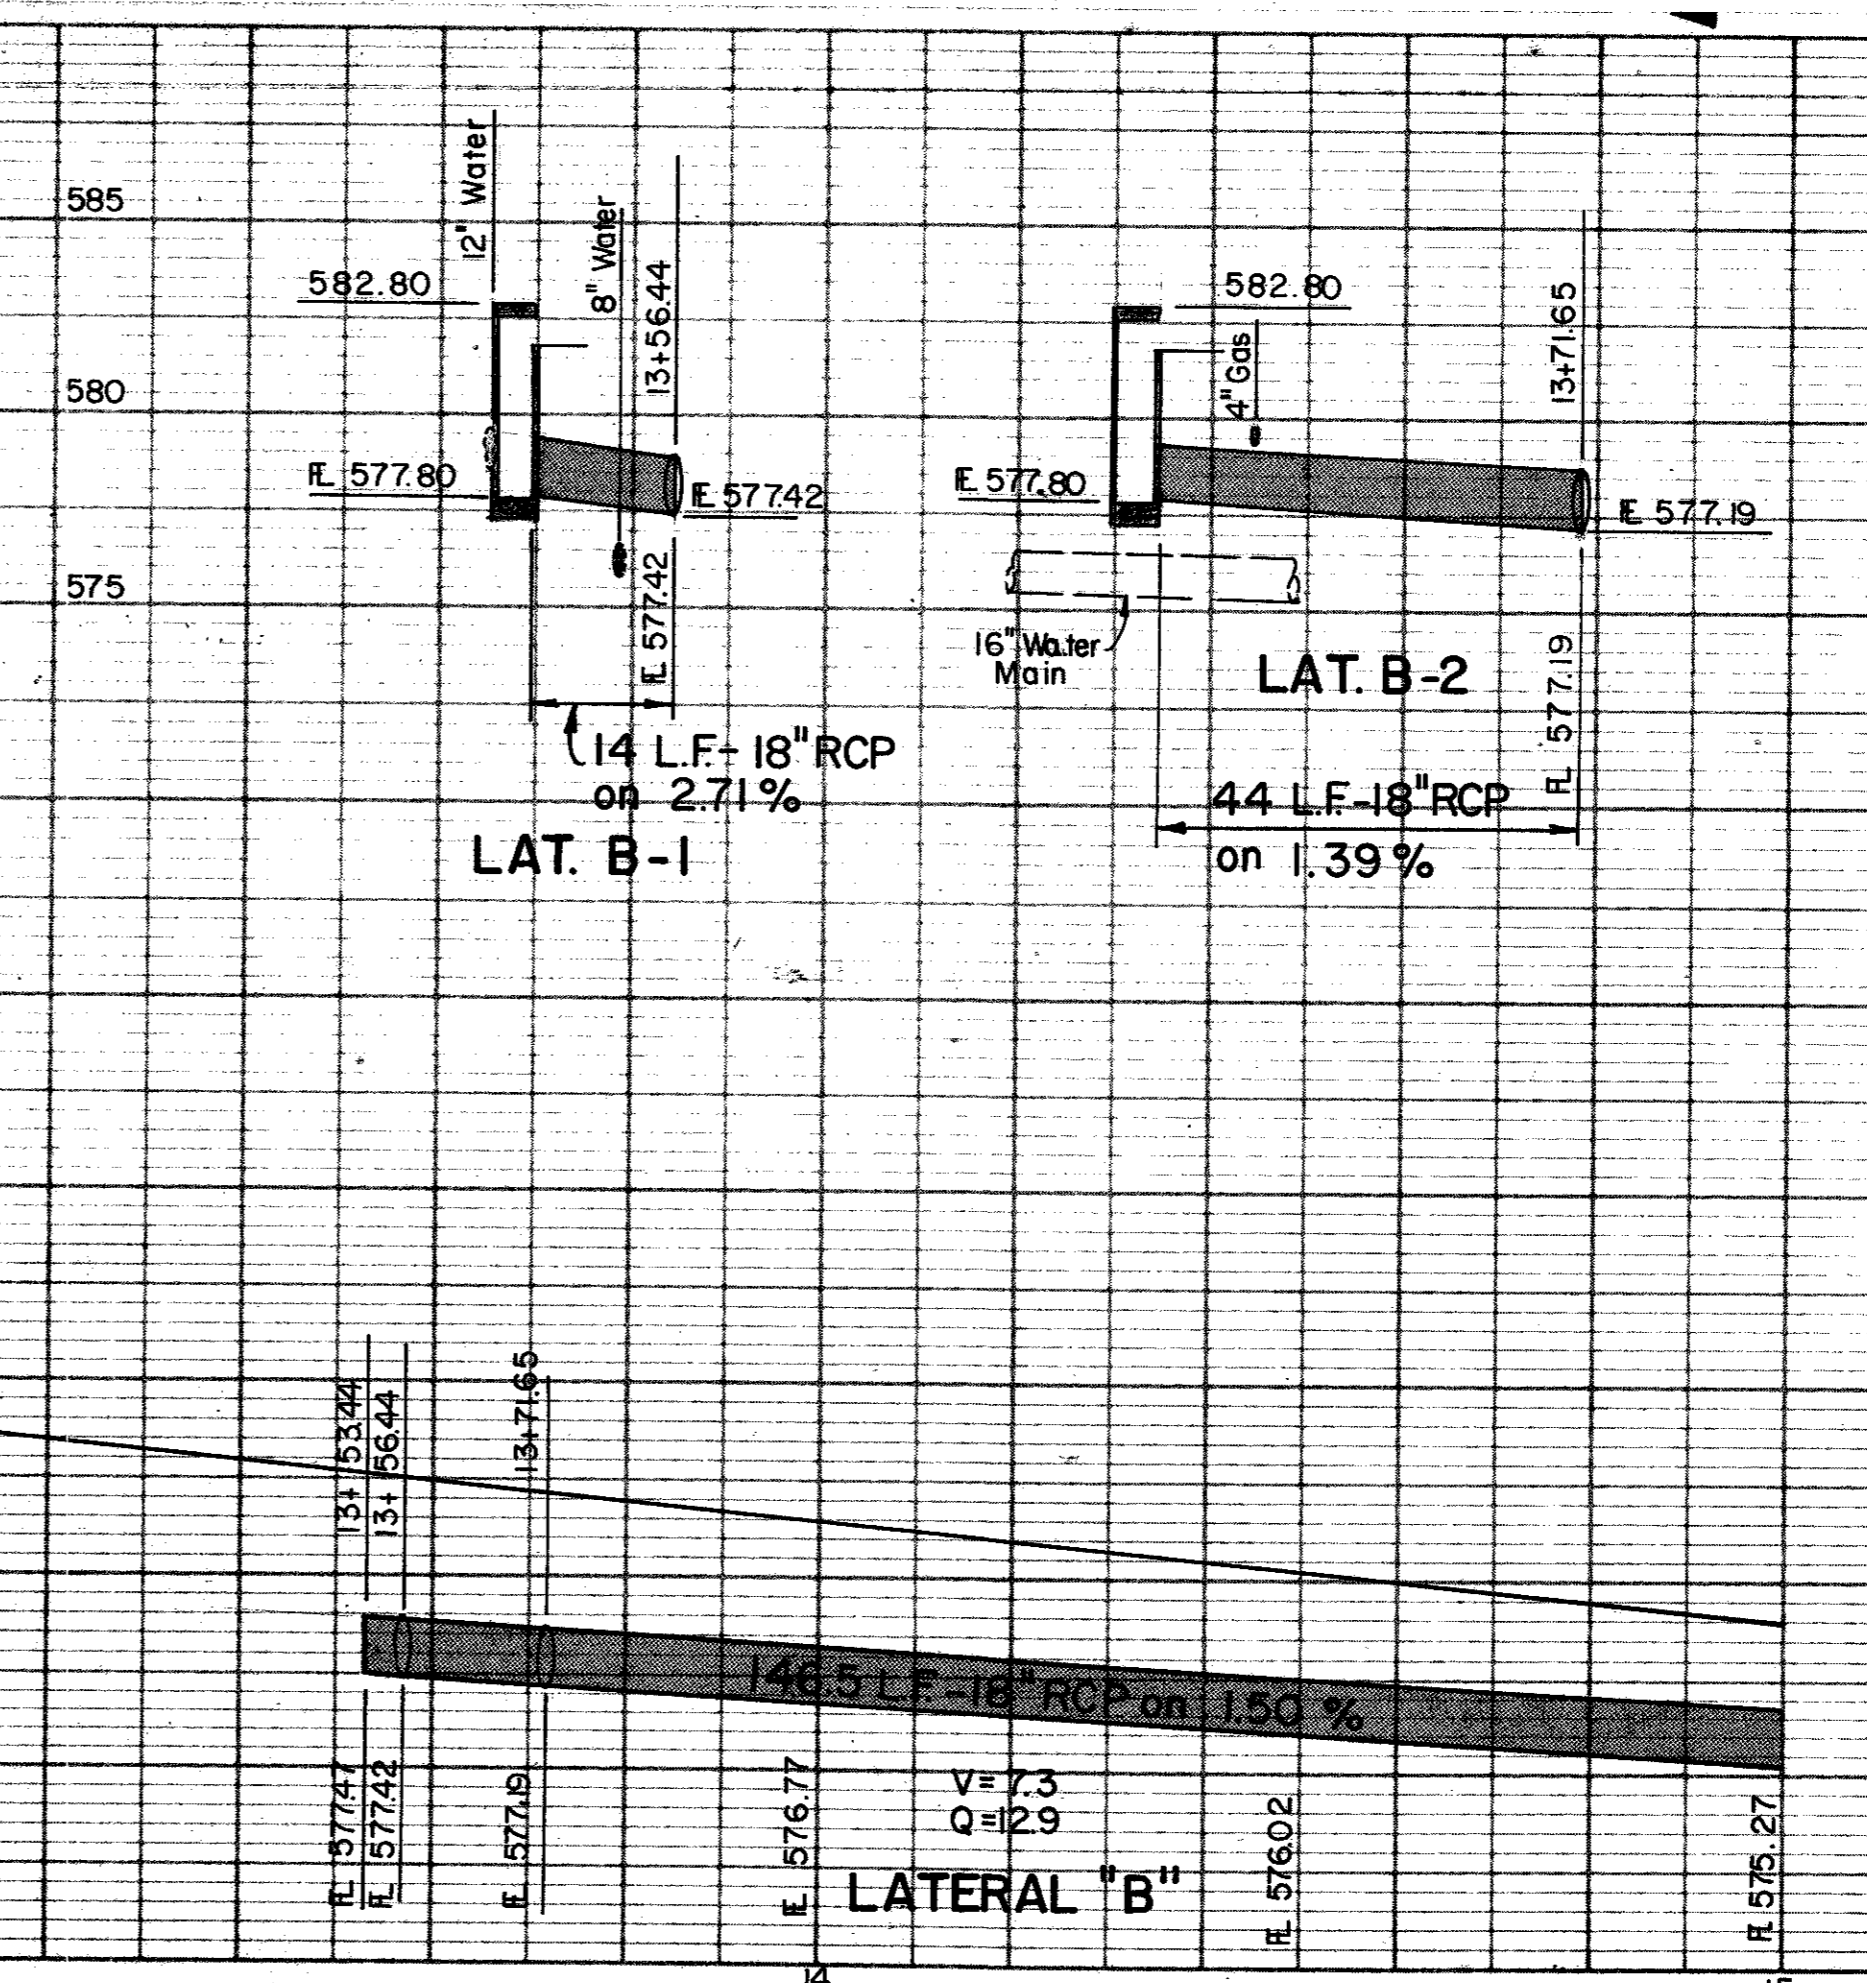 585
580
575
12" Water
582.80
8" Water
13+56.44
FL 577.80
FL 577.42
FL 577.42
14 L.F.- 18" RCP
on 2.71 %
LAT. B-1
582.80
4" Gas
13+71.65
FL 577.80
FL 577.19
16" Water
Main
LAT. B-2
FL 577.19
44 L.F.-18" RCP
on 1.39 %
13+ 53.44
13+ 56.44
13+71.65
146.5 L.F.-18" RCP on 1.50 %
FL 577.47
FL 577.42
FL 577.19
FL 576.77
V= 7.3
Q=12.9
FL 576.02
FL 575.27
LATERAL "B"
14